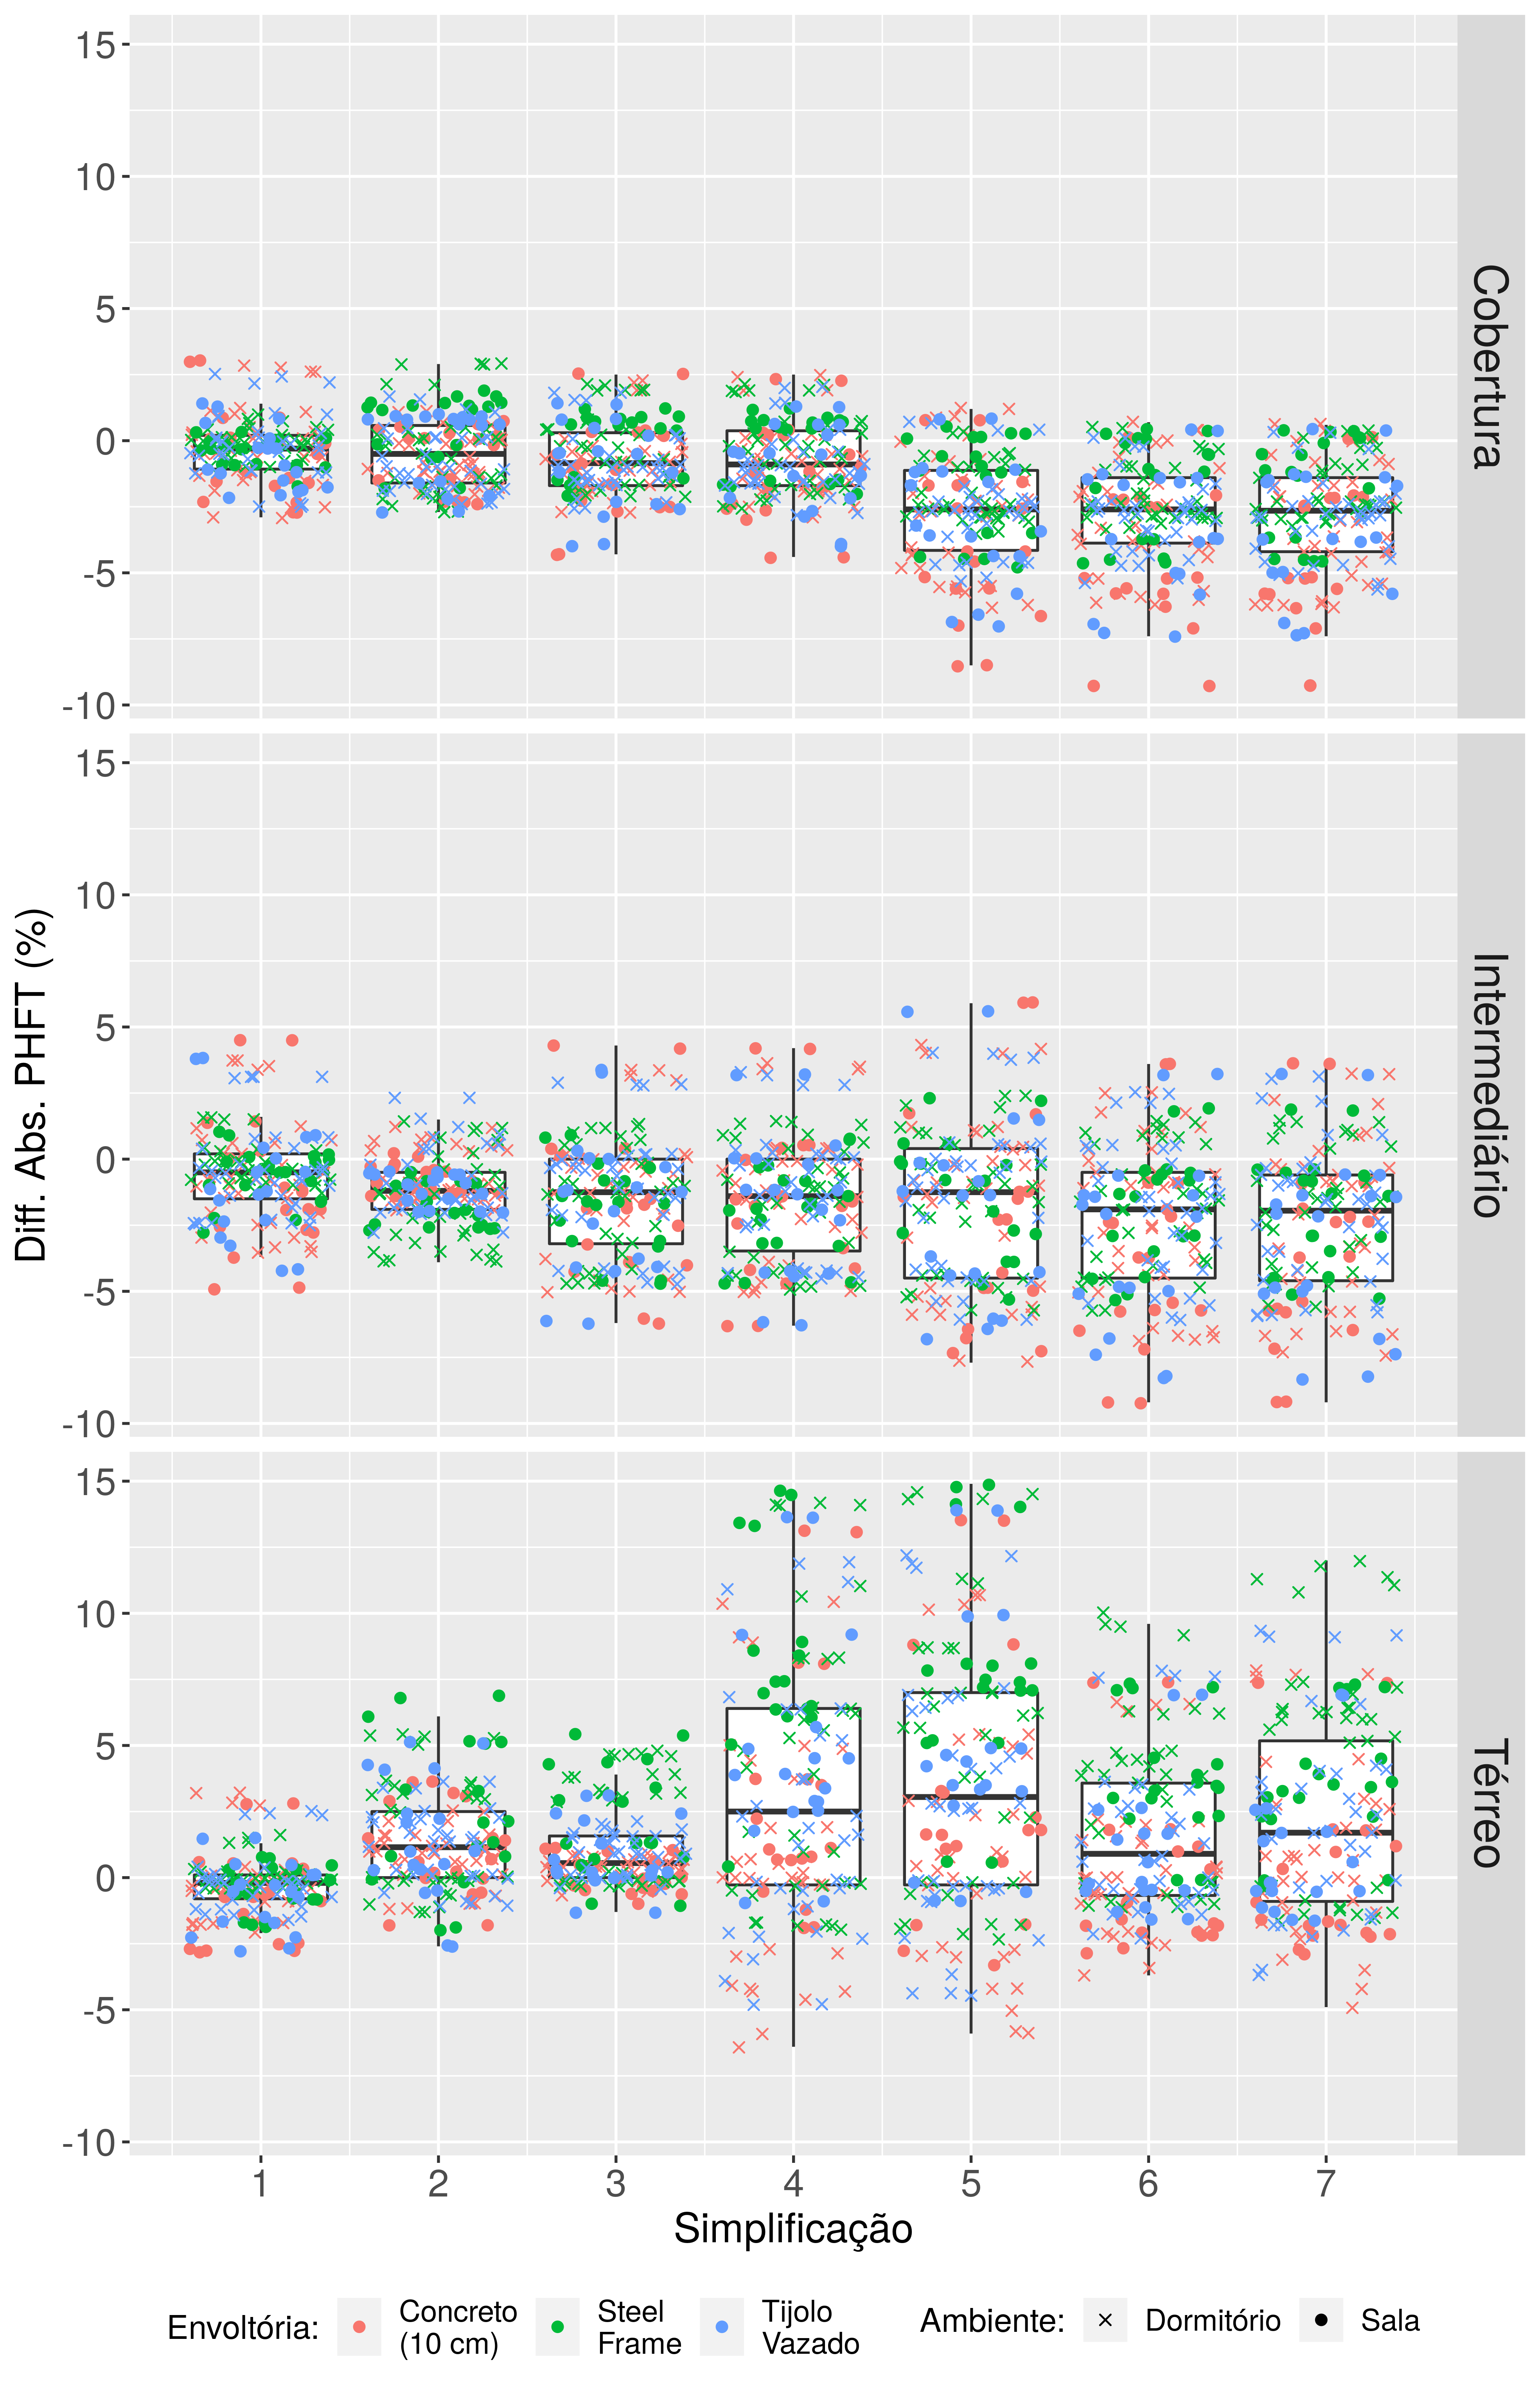 Diff. Abs. PHFT (%)
15
10
5
0
-5
-10
Cobertura
15
10
5
0
-5
-10
Intermediário
15
10
5
0
-5
-10
Térreo
1 2 3 4 5 6 7
Simplificação
Envoltória: Concreto (10 cm) Steel Frame Tijolo Vazado
Ambiente: Dormitório Sala